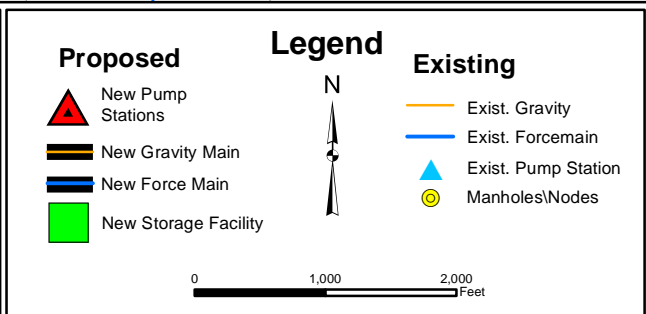 Legend
Proposed
New Pump
Stations
New Gravity Main
New Force Main
New Storage Facility
N
Existing
Exist. Gravity
Exist. Forcemain
Exist. Pump Station
Manholes\Nodes
0 1,000 2,000
Feet